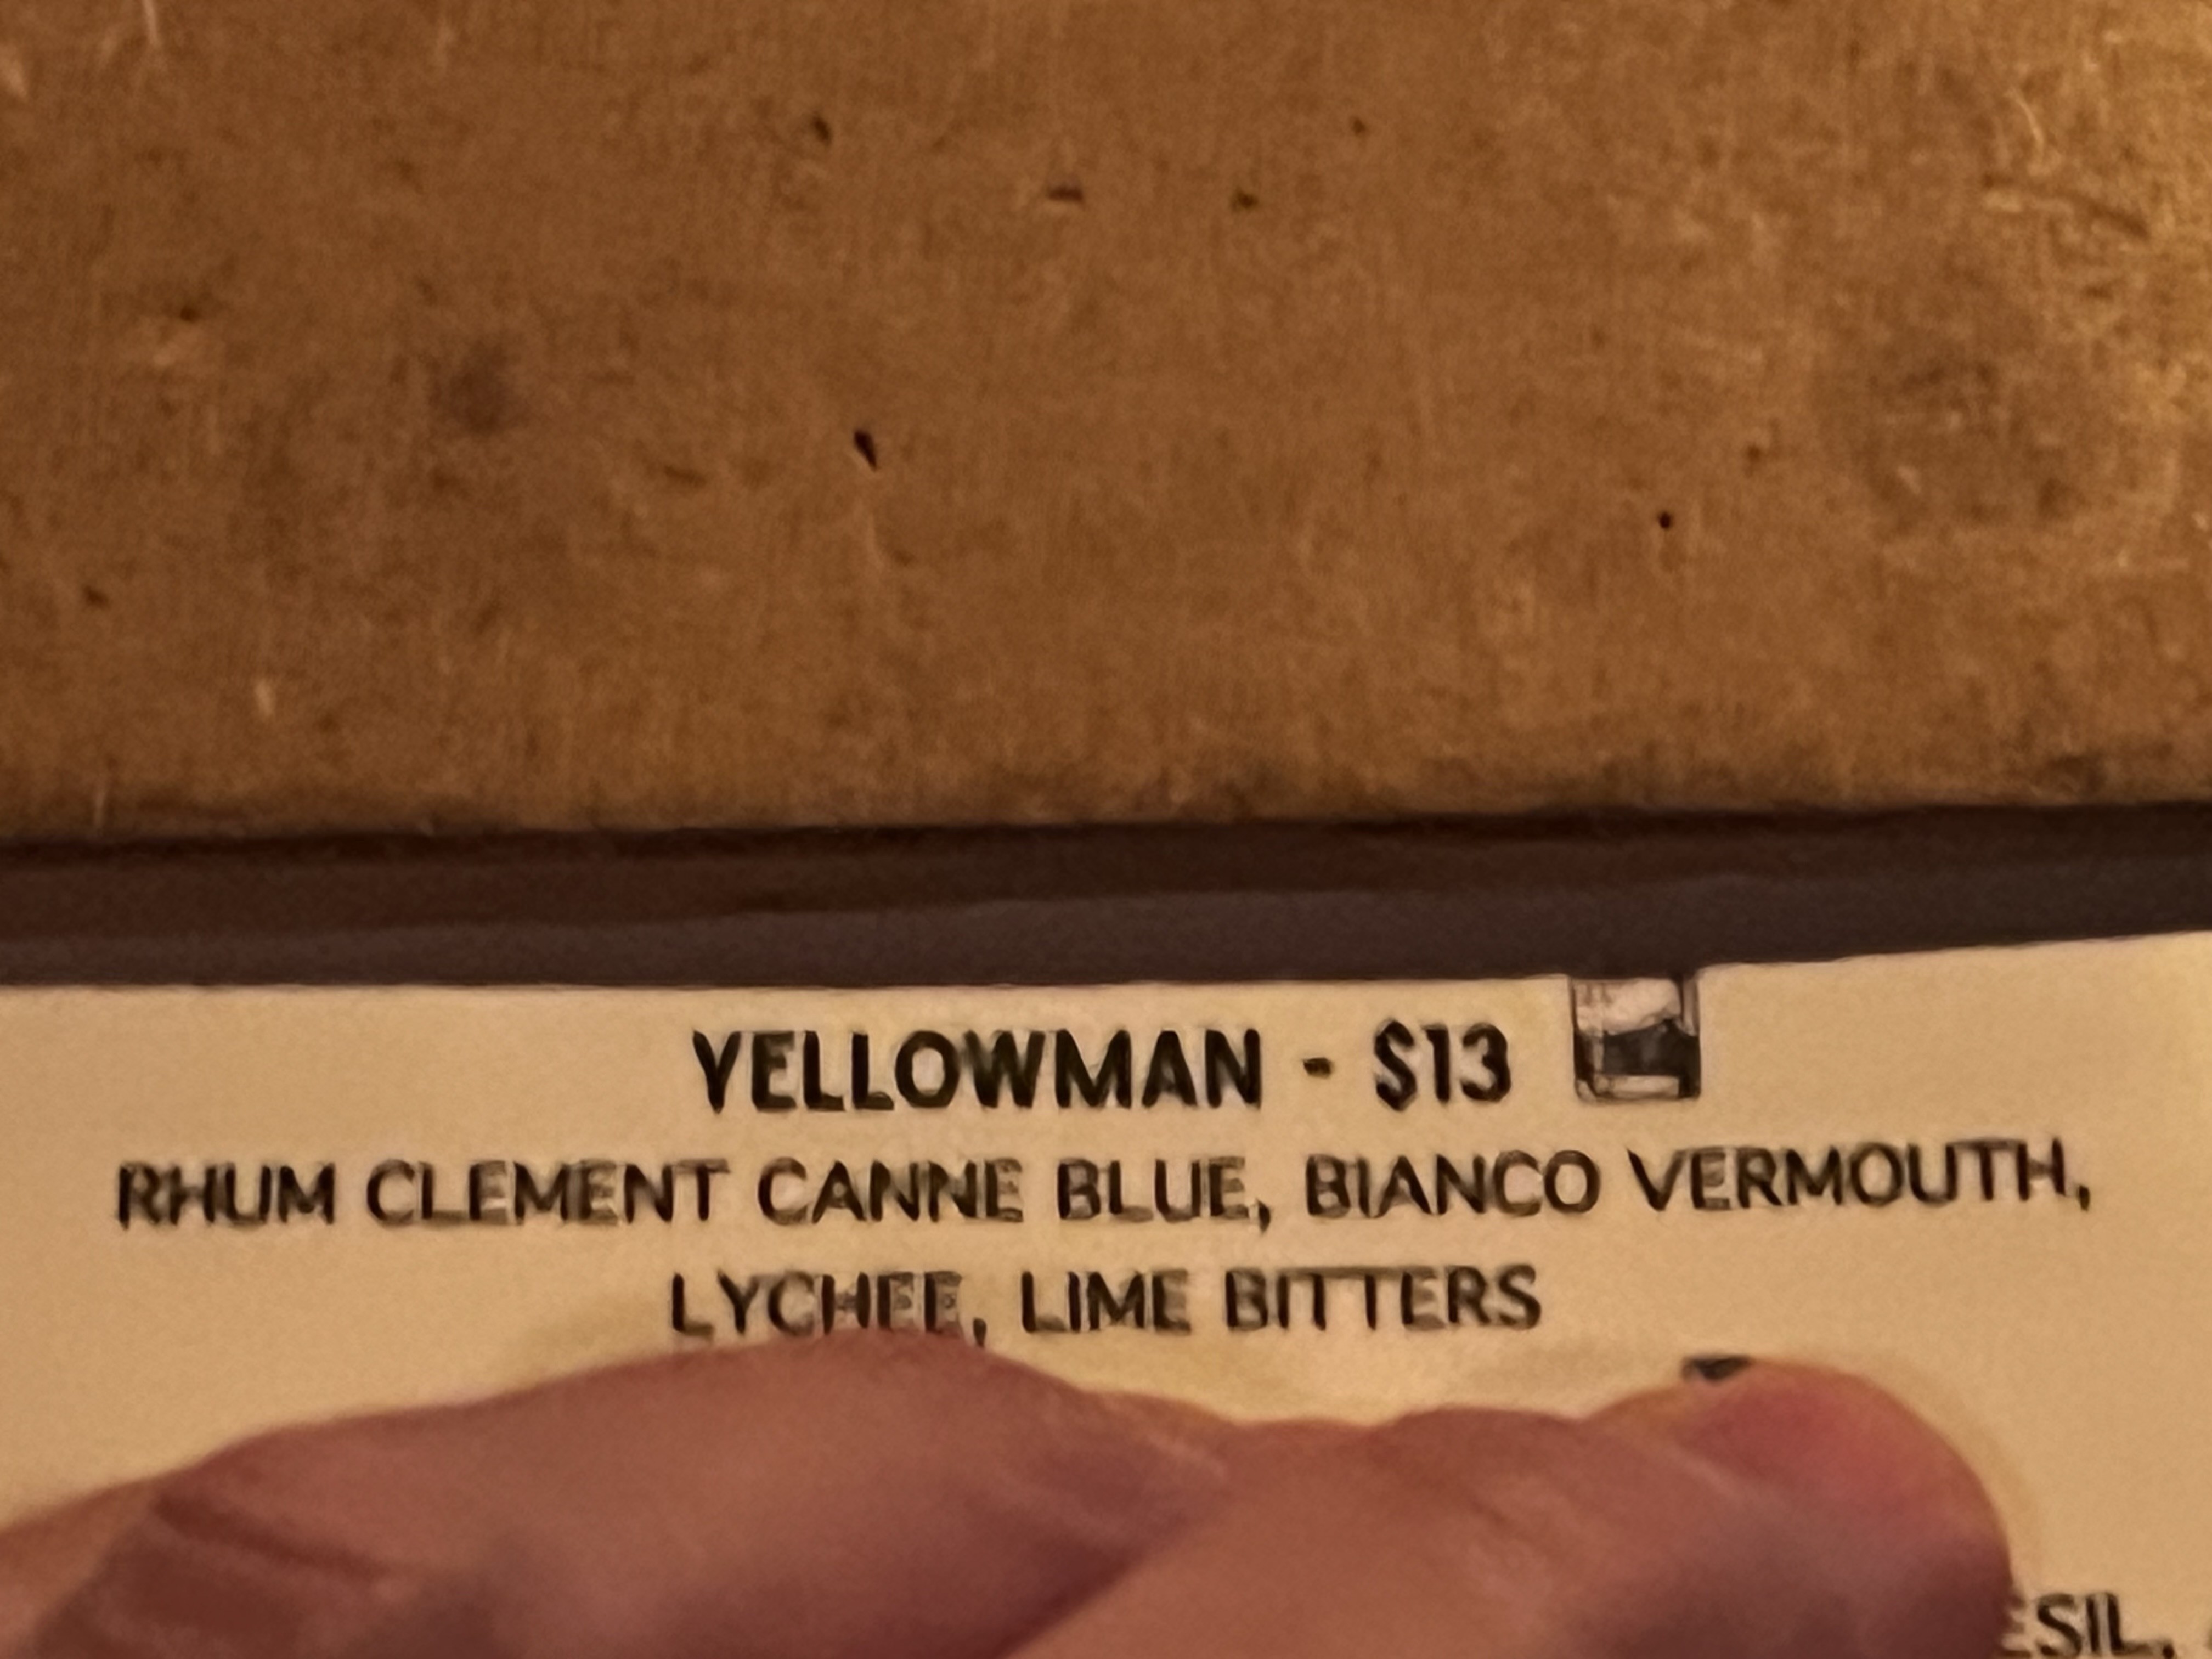 YELLOWMAN - $13
RHUM CLEMENT CANNE BLUE, BIANCO VERMOUTH,
LYCHEE, LIME BITTERS